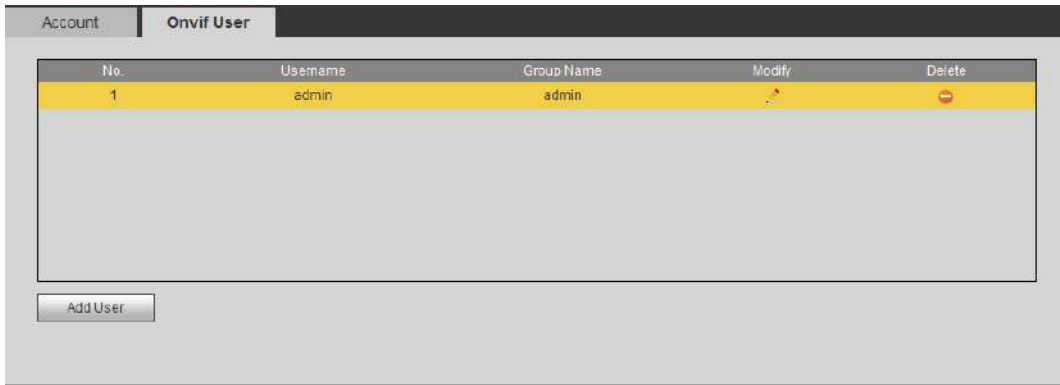 Account Onvif User
No. Username Group Name Modify Delete
1 admin admin
Add User